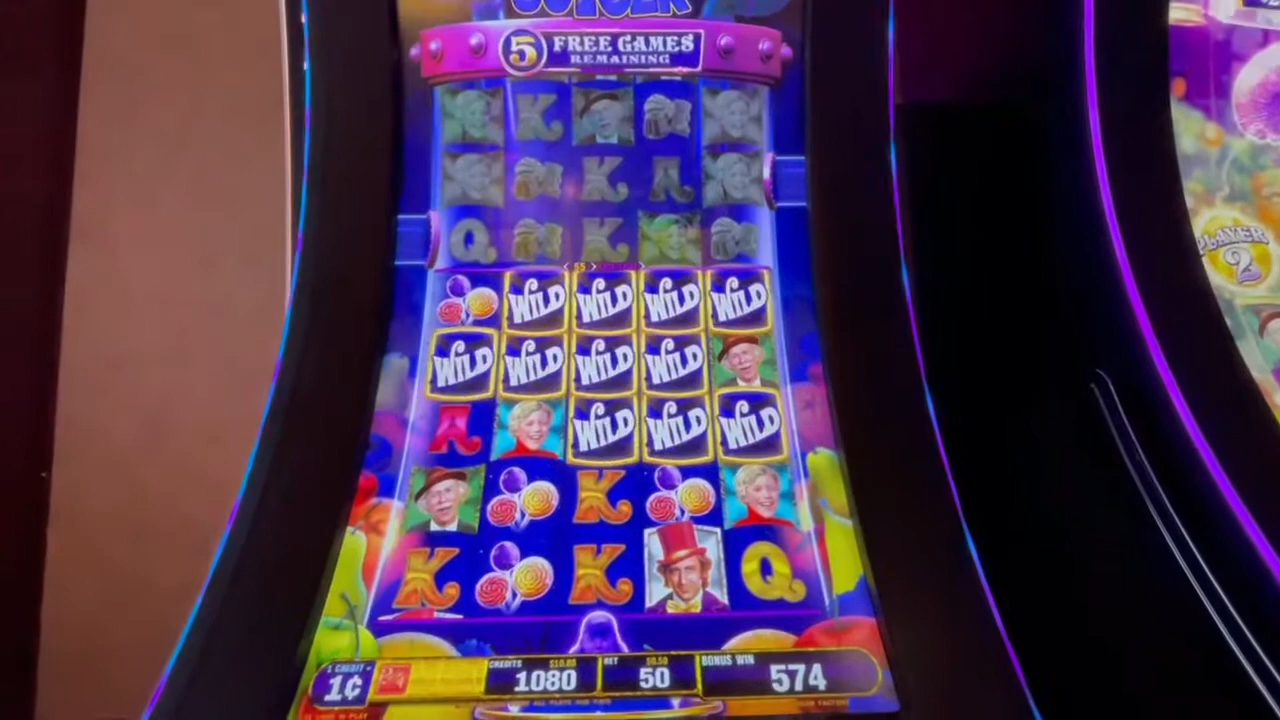 5 FREE GAMES
REMAINING
K
K A
Q K
WILD WILD WILD WILD
WILD WILD WILD WILD
A WILD WILD WILD
K
K K Q
PLAYER
2
1 CREDIT =
1¢
CREDITS $10.80
1080
BET $0.50
50
BONUS WIN
574